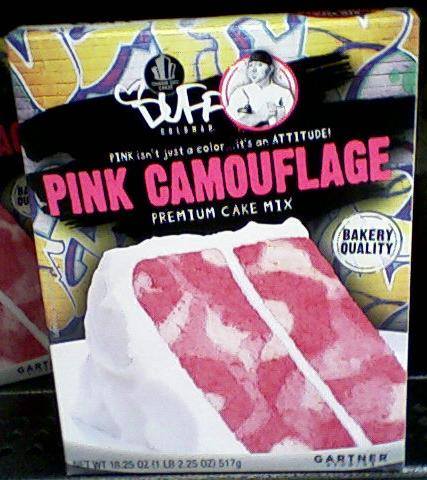 DUFF
GOLDMAN
PINK isn't just a color...it's an ATTITUDE!
PINK CAMOUFLAGE
PREMIUM CAKE MIX
BAKERY
QUALITY
NET WT 18.25 OZ (1 LB 2.25 OZ) 517g
GARTNER
STUDIOS